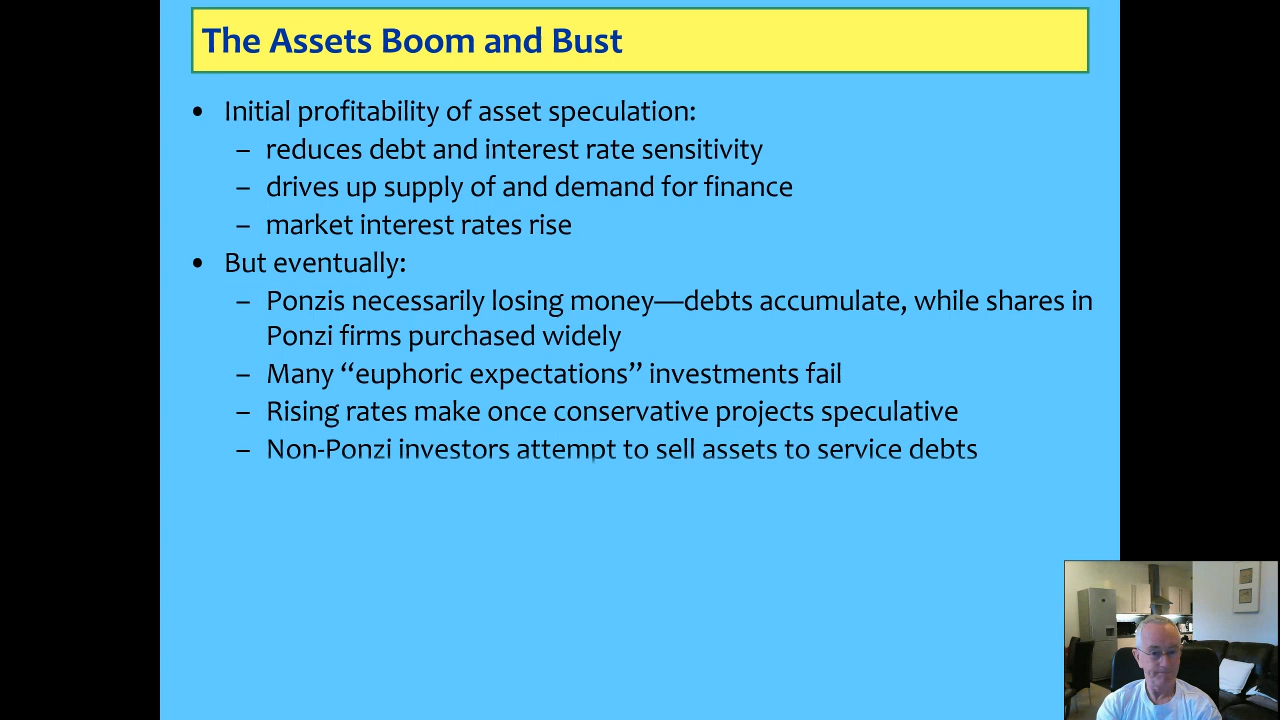 The Assets Boom and Bust
• Initial profitability of asset speculation:
– reduces debt and interest rate sensitivity
– drives up supply of and demand for finance
– market interest rates rise
• But eventually:
– Ponzis necessarily losing money—debts accumulate, while shares in
Ponzi firms purchased widely
– Many “euphoric expectations” investments fail
– Rising rates make once conservative projects speculative
– Non-Ponzi investors attempt to sell assets to service debts